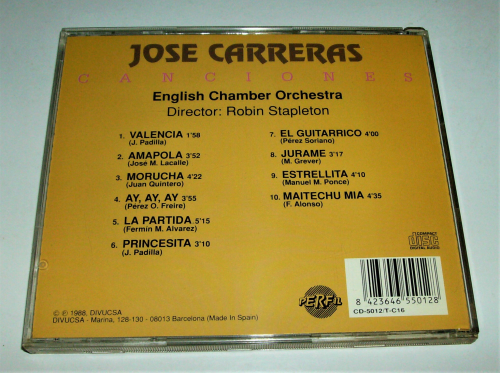 JOSE CARRERAS
CANCIONES
English Chamber Orchestra
Director: Robin Stapleton
1. VALENCIA 1'58
(J. Padilla)
2. AMAPOLA 3'52
(José M. Lacalle)
3. MORUCHA 4'22
(Juan Quintero)
4. AY, AY, AY 3'55
(Pérez O. Freire)
5. LA PARTIDA 5'15
(Fermín M. Alvarez)
6. PRINCESITA 3'10
(J. Padilla)
7. EL GUITARRICO 4'00
(Pérez Soriano)
8. JURAME 3'17
(M. Grever)
9. ESTRELLITA 4'10
(Manuel M. Ponce)
10. MAITECHU MIA 4'35
(F. Alonso)
COMPACT
DISC
DIGITAL AUDIO
PERFIL
8 423646 550128
CD-5012/T-C16
© ℗ 1988, DIVUCSA
DIVUCSA - Marina, 128-130 - 08013 Barcelona (Made In Spain)